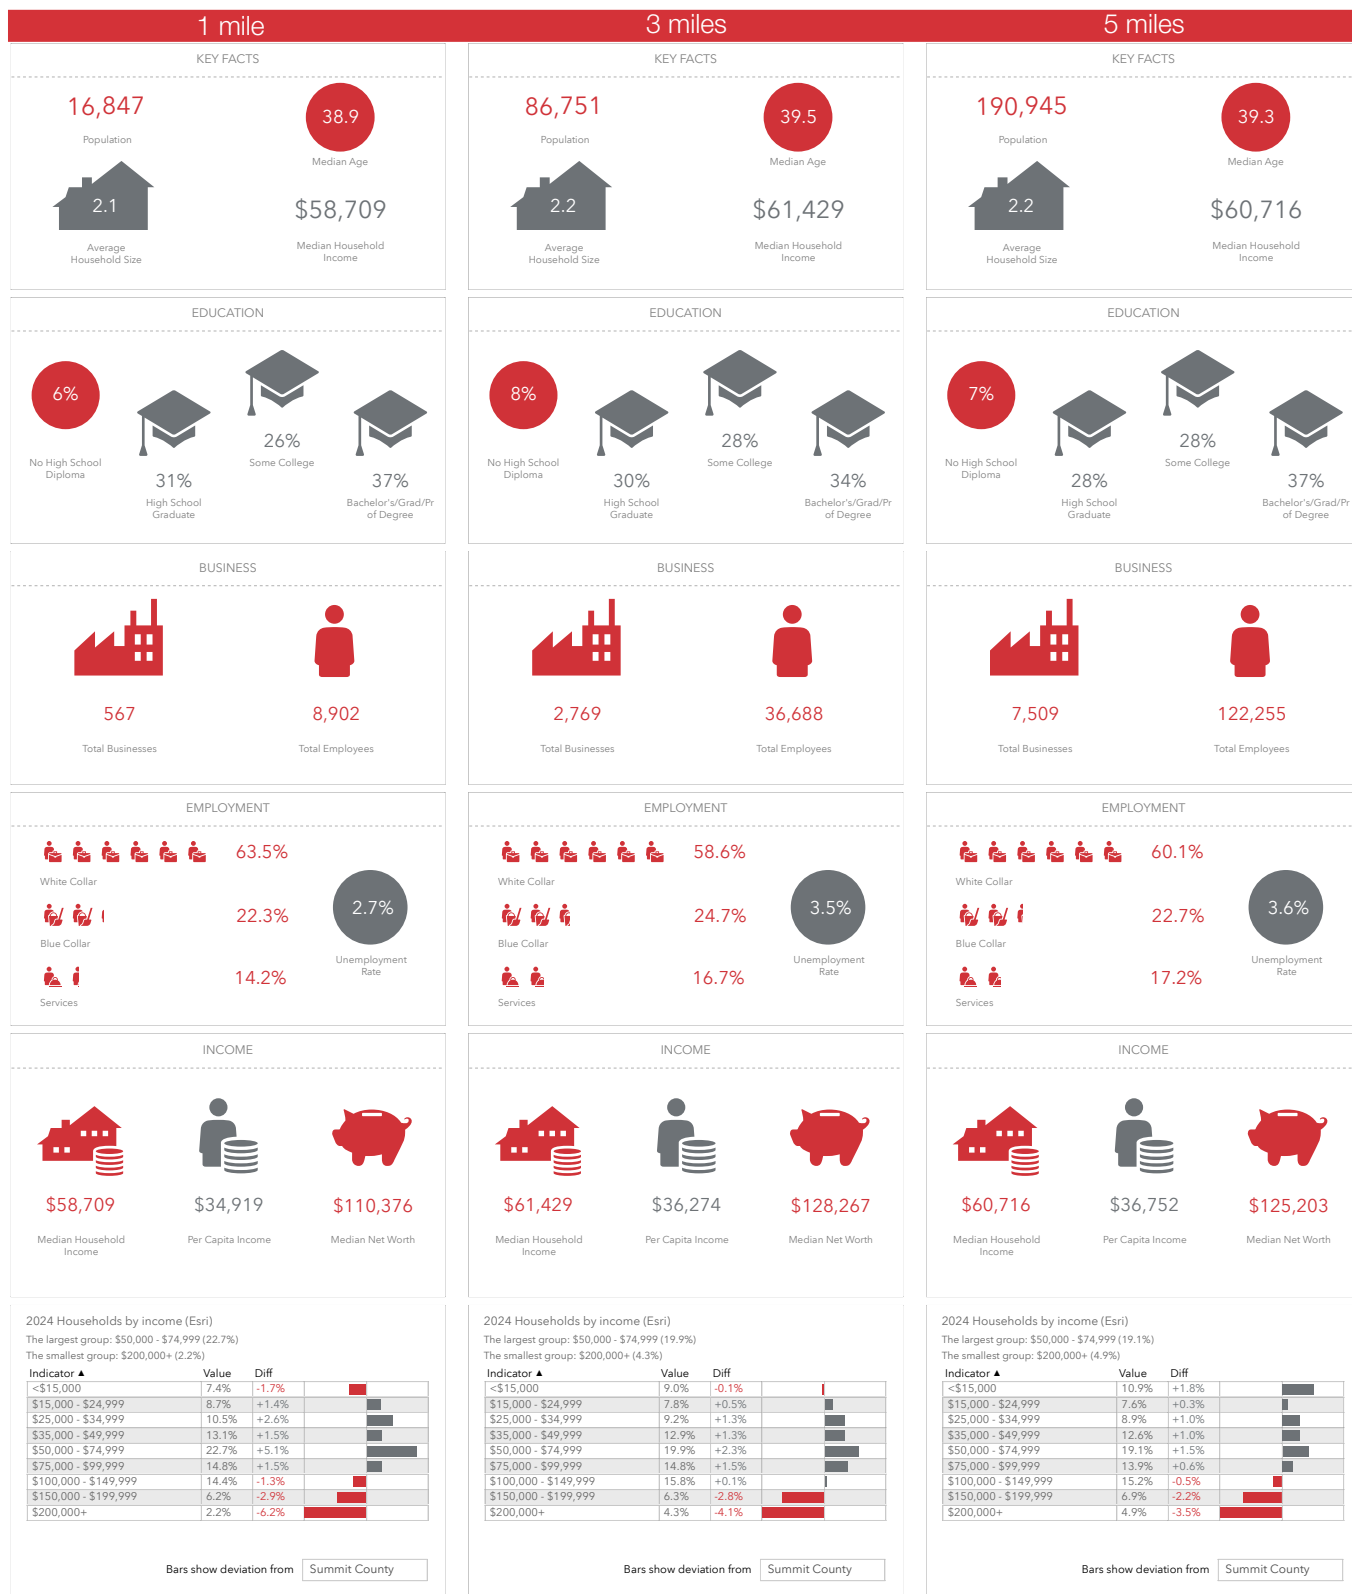 1 mile
KEY FACTS
16,847
Population
38.9
Median Age
2.1
Average
Household Size
$58,709
Median Household
Income
EDUCATION
6%
No High School
Diploma
31%
High School
Graduate
26%
Some College
37%
Bachelor's/Grad/Pr
of Degree
BUSINESS
567
Total Businesses
8,902
Total Employees
EMPLOYMENT
63.5%
White Collar
22.3%
Blue Collar
14.2%
Services
2.7%
Unemployment
Rate
INCOME
$58,709
Median Household
Income
$34,919
Per Capita Income
$110,376
Median Net Worth
2024 Households by income (Esri)
The largest group: $50,000 - $74,999 (22.7%)
The smallest group: $200,000+ (2.2%)
Indicator ▲ Value Diff
<$15,000 7.4% -1.7%
$15,000 - $24,999 8.7% +1.4%
$25,000 - $34,999 10.5% +2.6%
$35,000 - $49,999 13.1% +1.5%
$50,000 - $74,999 22.7% +5.1%
$75,000 - $99,999 14.8% +1.5%
$100,000 - $149,999 14.4% -1.3%
$150,000 - $199,999 6.2% -2.9%
$200,000+ 2.2% -6.2%
Bars show deviation from Summit County
3 miles
KEY FACTS
86,751
Population
39.5
Median Age
2.2
Average
Household Size
$61,429
Median Household
Income
EDUCATION
8%
No High School
Diploma
30%
High School
Graduate
28%
Some College
34%
Bachelor's/Grad/Pr
of Degree
BUSINESS
2,769
Total Businesses
36,688
Total Employees
EMPLOYMENT
58.6%
White Collar
24.7%
Blue Collar
16.7%
Services
3.5%
Unemployment
Rate
INCOME
$61,429
Median Household
Income
$36,274
Per Capita Income
$128,267
Median Net Worth
2024 Households by income (Esri)
The largest group: $50,000 - $74,999 (19.9%)
The smallest group: $200,000+ (4.3%)
Indicator ▲ Value Diff
<$15,000 9.0% -0.1%
$15,000 - $24,999 7.8% +0.5%
$25,000 - $34,999 9.2% +1.3%
$35,000 - $49,999 12.9% +1.3%
$50,000 - $74,999 19.9% +2.3%
$75,000 - $99,999 14.8% +1.5%
$100,000 - $149,999 15.8% +0.1%
$150,000 - $199,999 6.3% -2.8%
$200,000+ 4.3% -4.1%
Bars show deviation from Summit County
5 miles
KEY FACTS
190,945
Population
39.3
Median Age
2.2
Average
Household Size
$60,716
Median Household
Income
EDUCATION
7%
No High School
Diploma
28%
High School
Graduate
28%
Some College
37%
Bachelor's/Grad/Pr
of Degree
BUSINESS
7,509
Total Businesses
122,255
Total Employees
EMPLOYMENT
60.1%
White Collar
22.7%
Blue Collar
17.2%
Services
3.6%
Unemployment
Rate
INCOME
$60,716
Median Household
Income
$36,752
Per Capita Income
$125,203
Median Net Worth
2024 Households by income (Esri)
The largest group: $50,000 - $74,999 (19.1%)
The smallest group: $200,000+ (4.9%)
Indicator ▲ Value Diff
<$15,000 10.9% +1.8%
$15,000 - $24,999 7.6% +0.3%
$25,000 - $34,999 8.9% +1.0%
$35,000 - $49,999 12.6% +1.0%
$50,000 - $74,999 19.1% +1.5%
$75,000 - $99,999 13.9% +0.6%
$100,000 - $149,999 15.2% -0.5%
$150,000 - $199,999 6.9% -2.2%
$200,000+ 4.9% -3.5%
Bars show deviation from Summit County